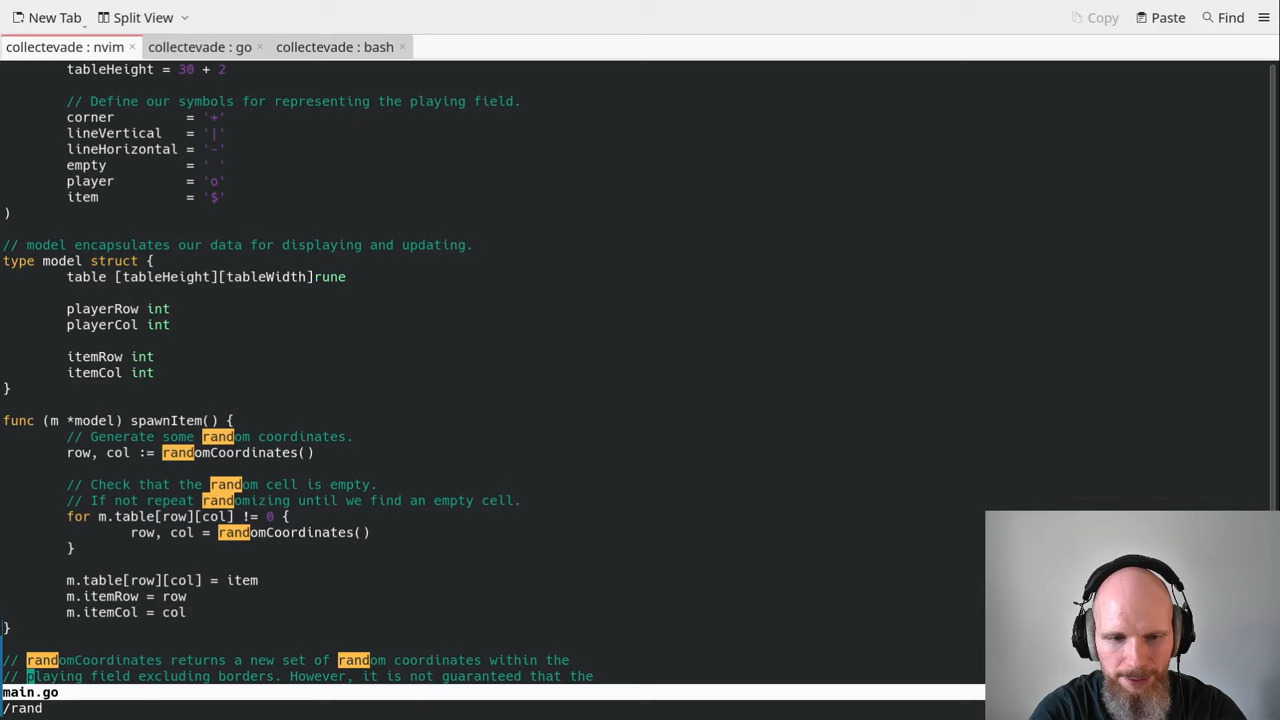 New Tab Split View Copy Paste Find
collectevade : nvim collectevade : go collectevade : bash
tableHeight = 30 + 2
// Define our symbols for representing the playing field.
corner = '+'
lineVertical = '|'
lineHorizontal = '-'
empty = ' '
player = 'o'
item = '$'
)
// model encapsulates our data for displaying and updating.
type model struct {
table [tableHeight][tableWidth]rune
playerRow int
playerCol int
itemRow int
itemCol int
}
func (m *model) spawnItem() {
// Generate some random coordinates.
row, col := randomCoordinates()
// Check that the random cell is empty.
// If not repeat randomizing until we find an empty cell.
for m.table[row][col] != 0 {
row, col = randomCoordinates()
}
m.table[row][col] = item
m.itemRow = row
m.itemCol = col
}
// randomCoordinates returns a new set of random coordinates within the
// playing field excluding borders. However, it is not guaranteed that the
main.go
/rand